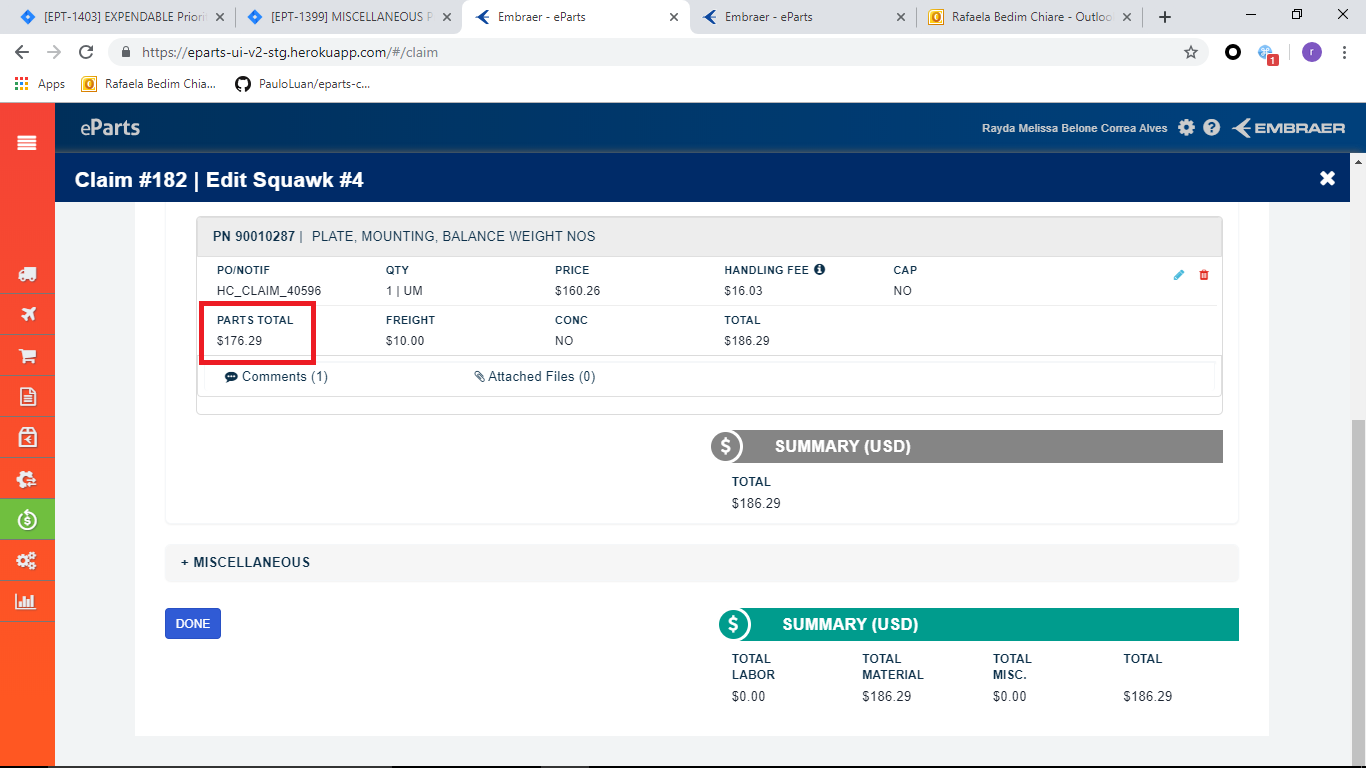 [EPT-1403] EXPENDABLE Priori
[EPT-1399] MISCELLANEOUS P
Embraer - eParts
Embraer - eParts
Rafaela Bedim Chiare - Outloo
https://eparts-ui-v2-stg.herokuapp.com/#/claim
1
r
Apps
Rafaela Bedim Chia...
PauloLuan/eparts-c...
eParts
Rayda Melissa Belone Correa Alves
EMBRAER
Claim #182 | Edit Squawk #4
PN 90010287 | PLATE, MOUNTING, BALANCE WEIGHT NOS
PO/NOTIF QTY PRICE HANDLING FEE CAP
HC_CLAIM_40596 1 | UM $160.26 $16.03 NO
PARTS TOTAL FREIGHT CONC TOTAL
$176.29 $10.00 NO $186.29
Comments (1) Attached Files (0)
$ SUMMARY (USD)
TOTAL
$186.29
+ MISCELLANEOUS
DONE
$ SUMMARY (USD)
TOTAL LABOR TOTAL MATERIAL TOTAL MISC. TOTAL
$0.00 $186.29 $0.00 $186.29